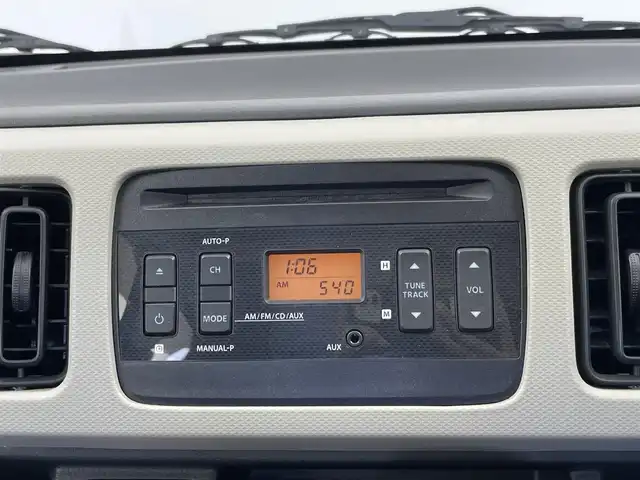 AUTO-P
CH
MODE
MANUAL-P
1:06
AM
540
AM/FM/CD/AUX
AUX
H
M
TUNE
TRACK
VOL